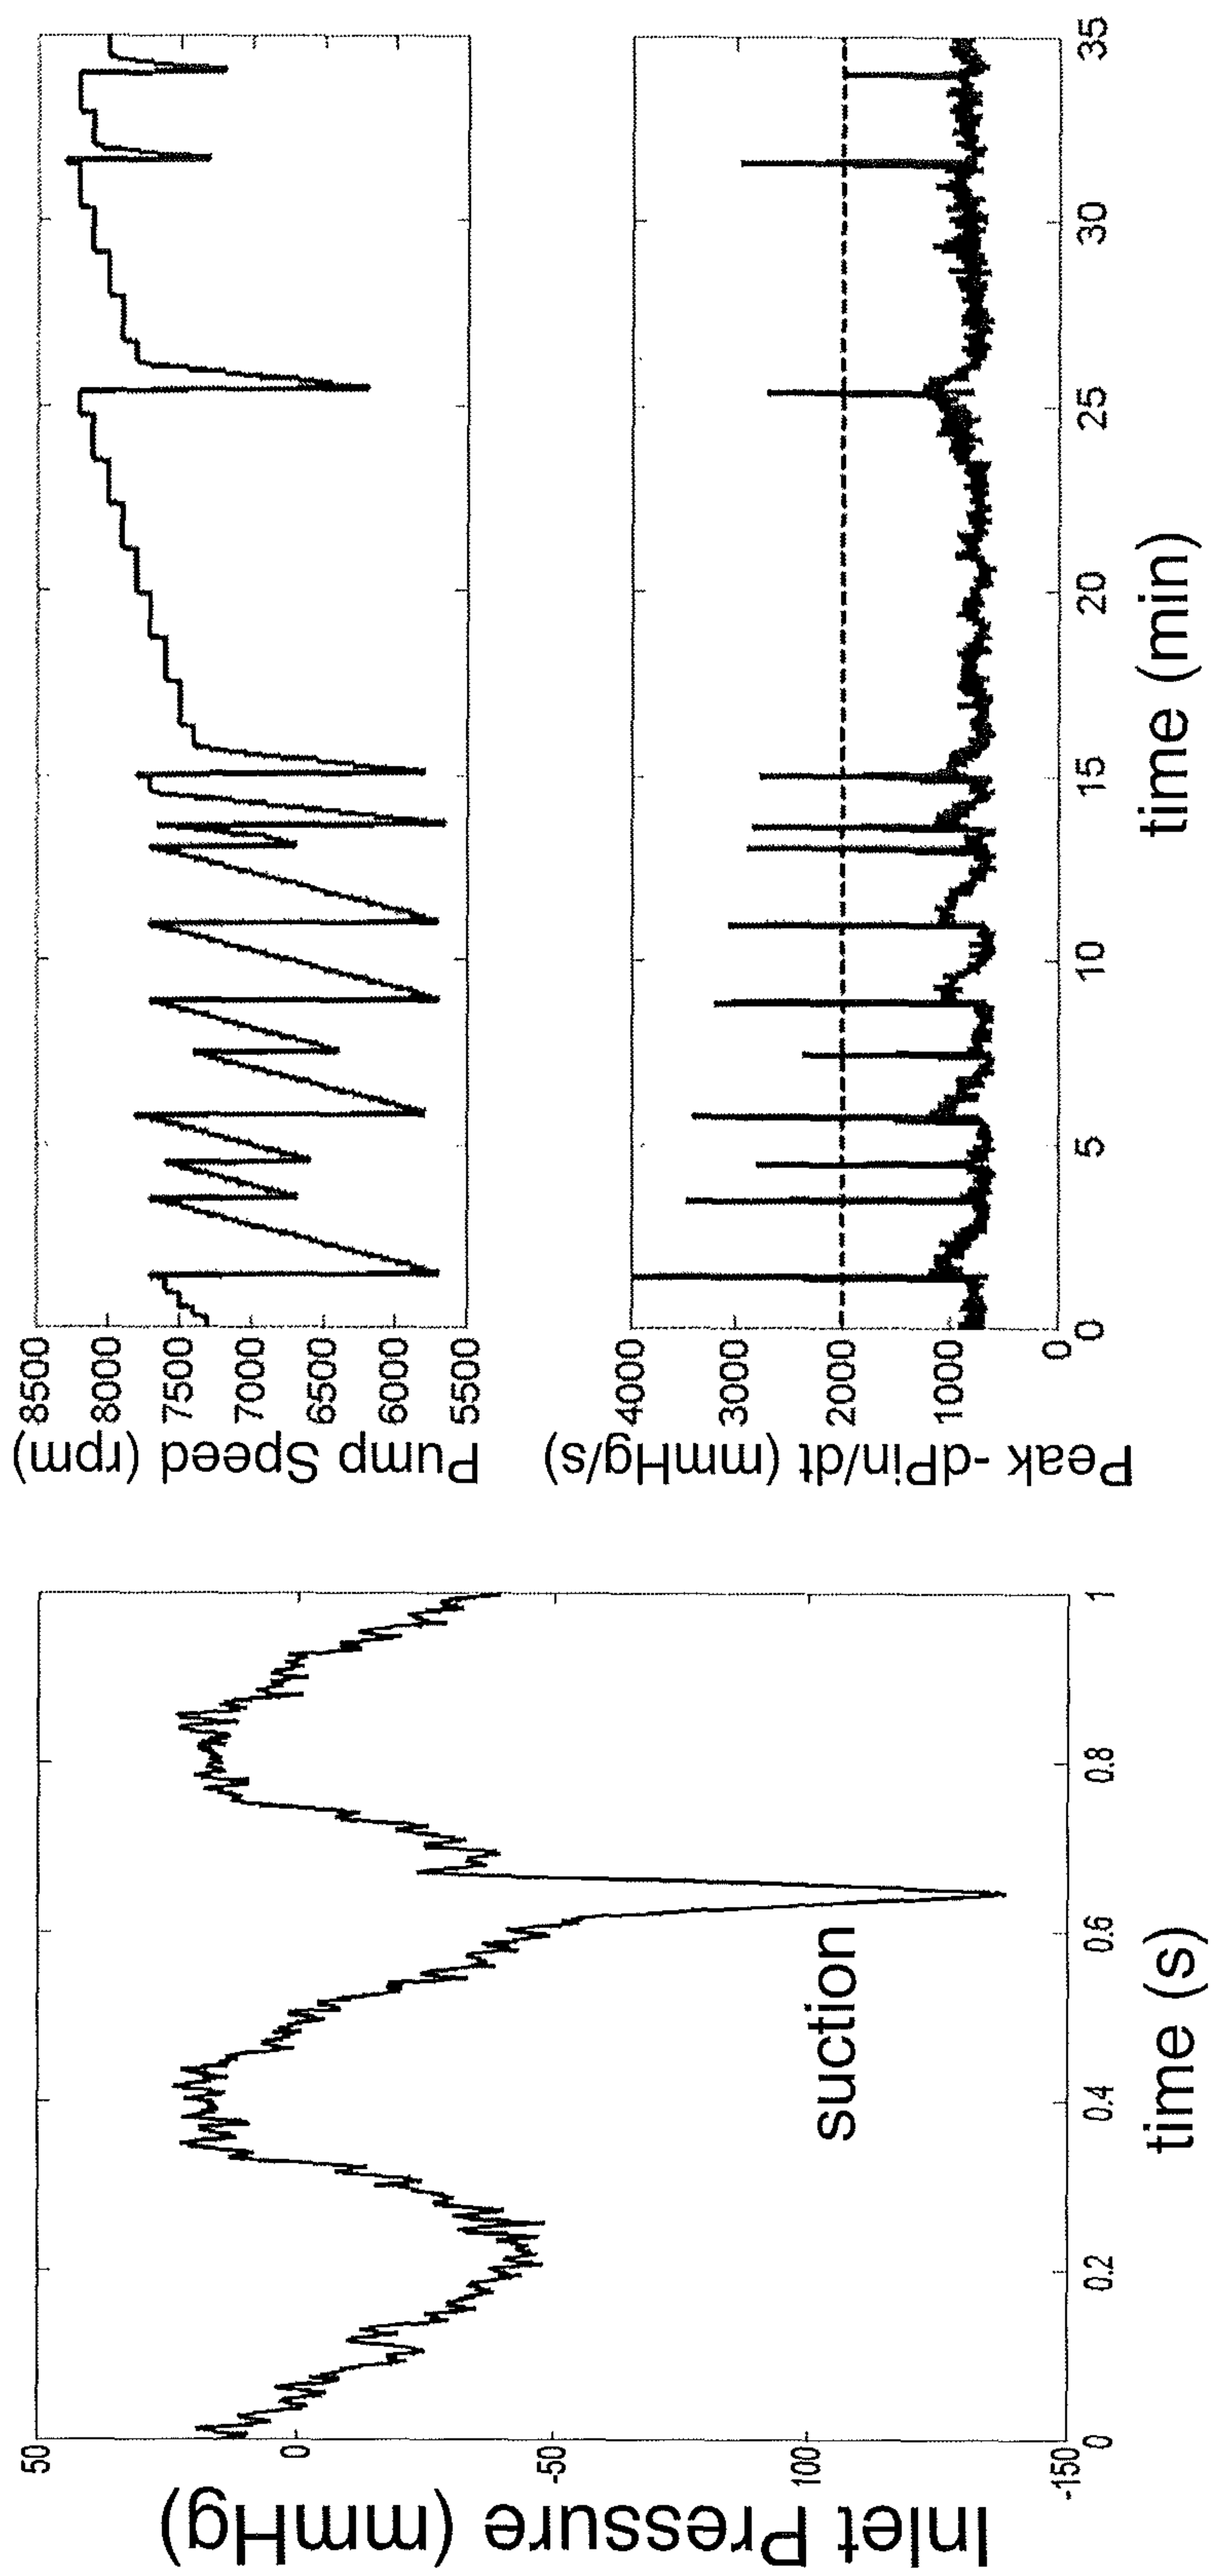 Inlet Pressure (mmHg)
50
0
-50
100
-150
suction
0 0.2 0.4 0.6 0.8 1
time (s)
Pump Speed (rpm)
8500
8000
7500
7000
6500
6000
5500
Peak -dPin/dt (mmHg/s)
4000
3000
2000
1000
0
0 5 10 15 20 25 30 35
time (min)